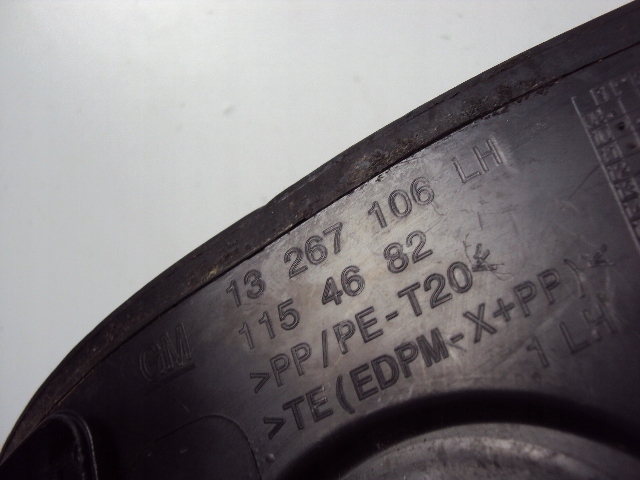 13 267 106 LH
115 46 82
>PP/PE-T20<
>TE(EDPM-X+PP)<
1 LH
GM